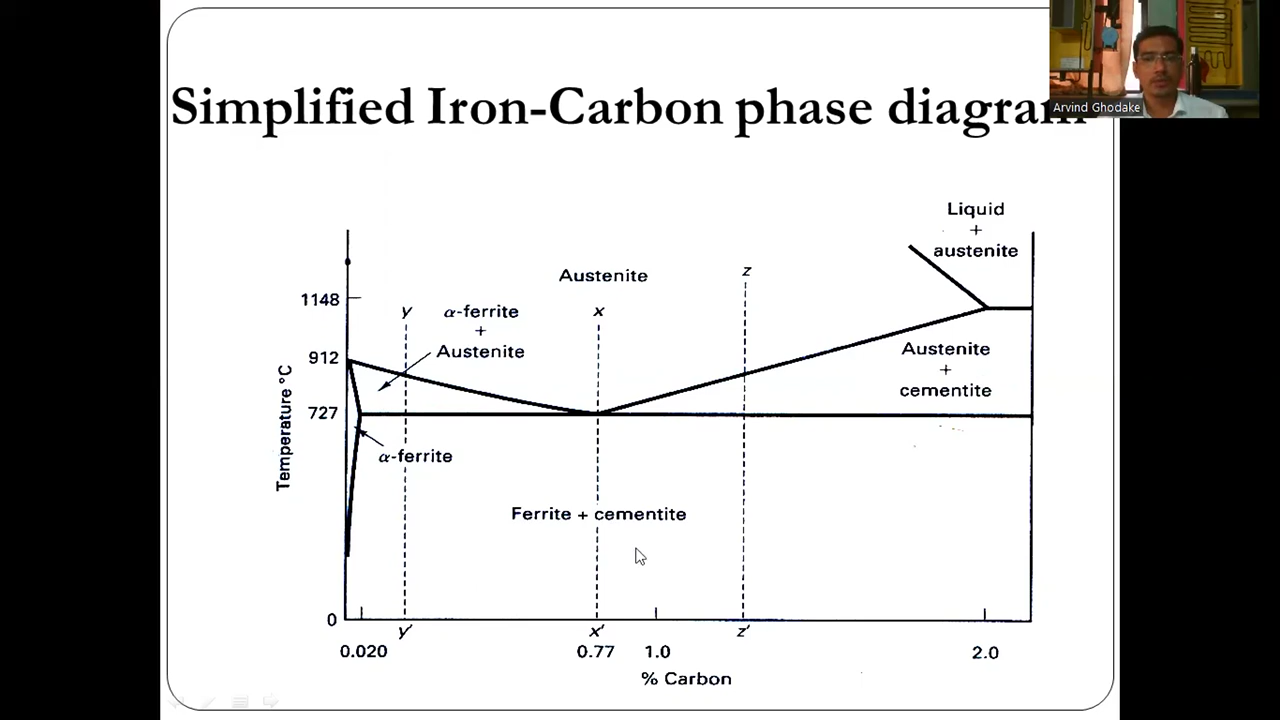 Simplified Iron-Carbon phase diagram
Arvind Ghodake
Liquid
+
austenite
Austenite
z
1148
y
α-ferrite
+
Austenite
x
912
Austenite
+
cementite
727
Temperature °C
α-ferrite
Ferrite + cementite
0
y'
x'
z'
0.020
0.77
1.0
2.0
% Carbon